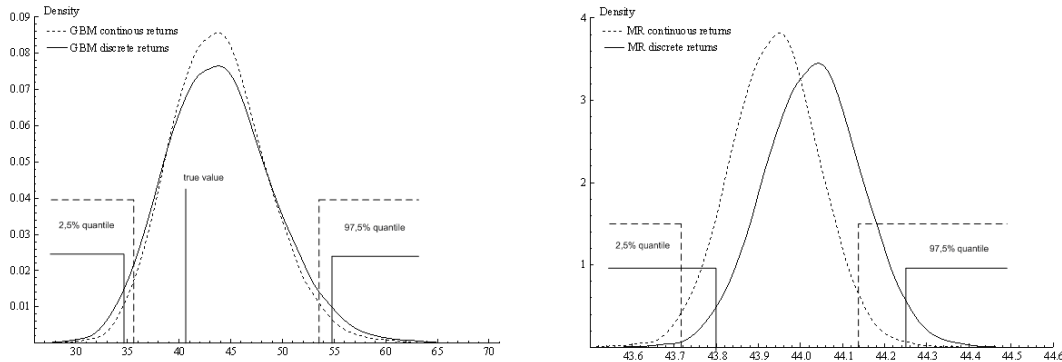 Density
GBM continous returns
GBM discrete returns
0.09
0.08
0.07
0.06
0.05
0.04
0.03
0.02
0.01
true value
2,5% quantile
97,5% quantile
30 35 40 45 50 55 60 65 70
Density
MR continuous returns
MR discrete returns
4
3
2
1
2,5% quantile
97,5% quantile
43.6 43.7 43.8 43.9 44.0 44.1 44.2 44.3 44.4 44.5 44.6